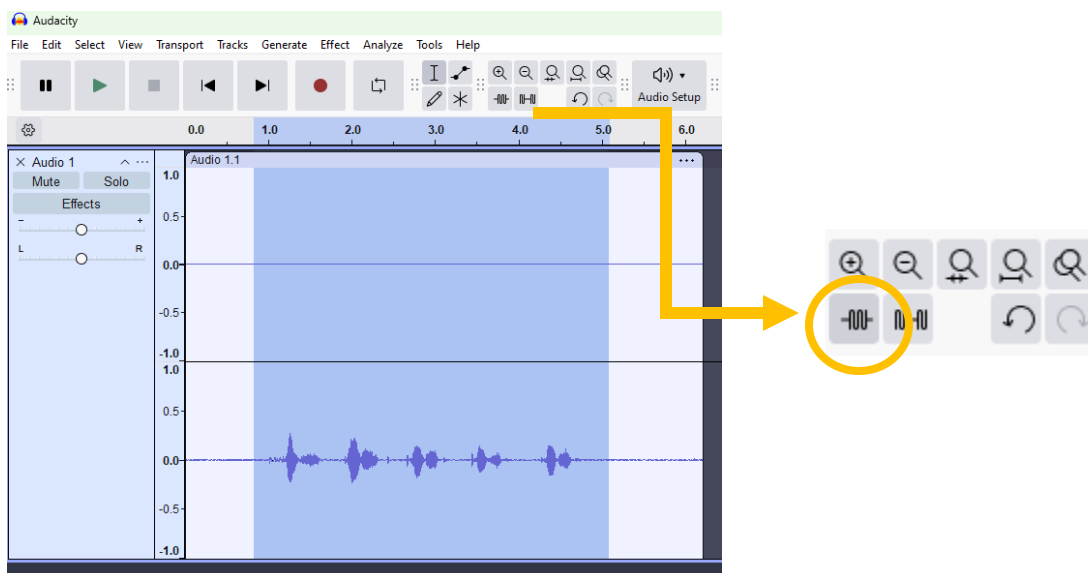 Audacity
File Edit Select View Transport Tracks Generate Effect Analyze Tools Help
Audio Setup
0.0 1.0 2.0 3.0 4.0 5.0 6.0
Audio 1
Audio 1.1
Mute Solo
Effects
- +
L R
1.0
0.5
0.0
-0.5
-1.0
1.0
0.5
0.0
-0.5
-1.0